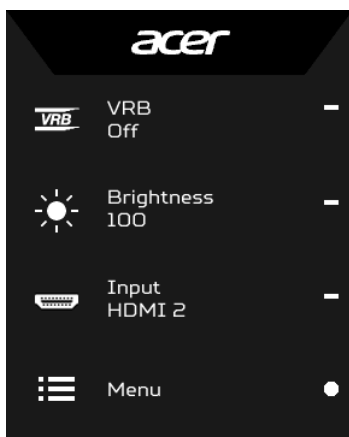 acer
VRB
VRB
Off
Brightness
100
Input
HDMI 2
Menu